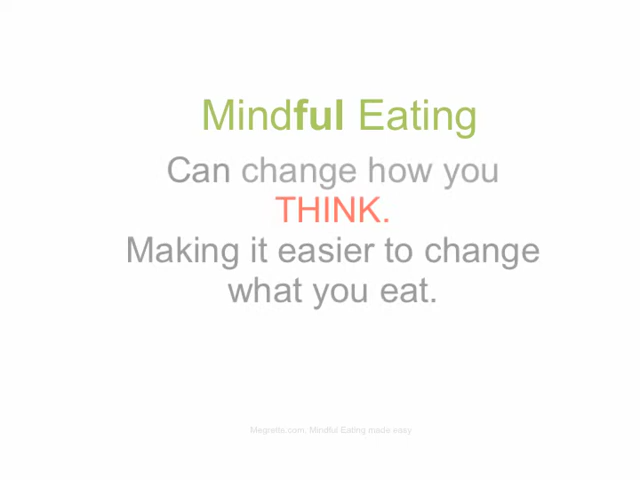 Mindful Eating
Can change how you
THINK.
Making it easier to change
what you eat.
Megrette.com: Mindful Eating made easy